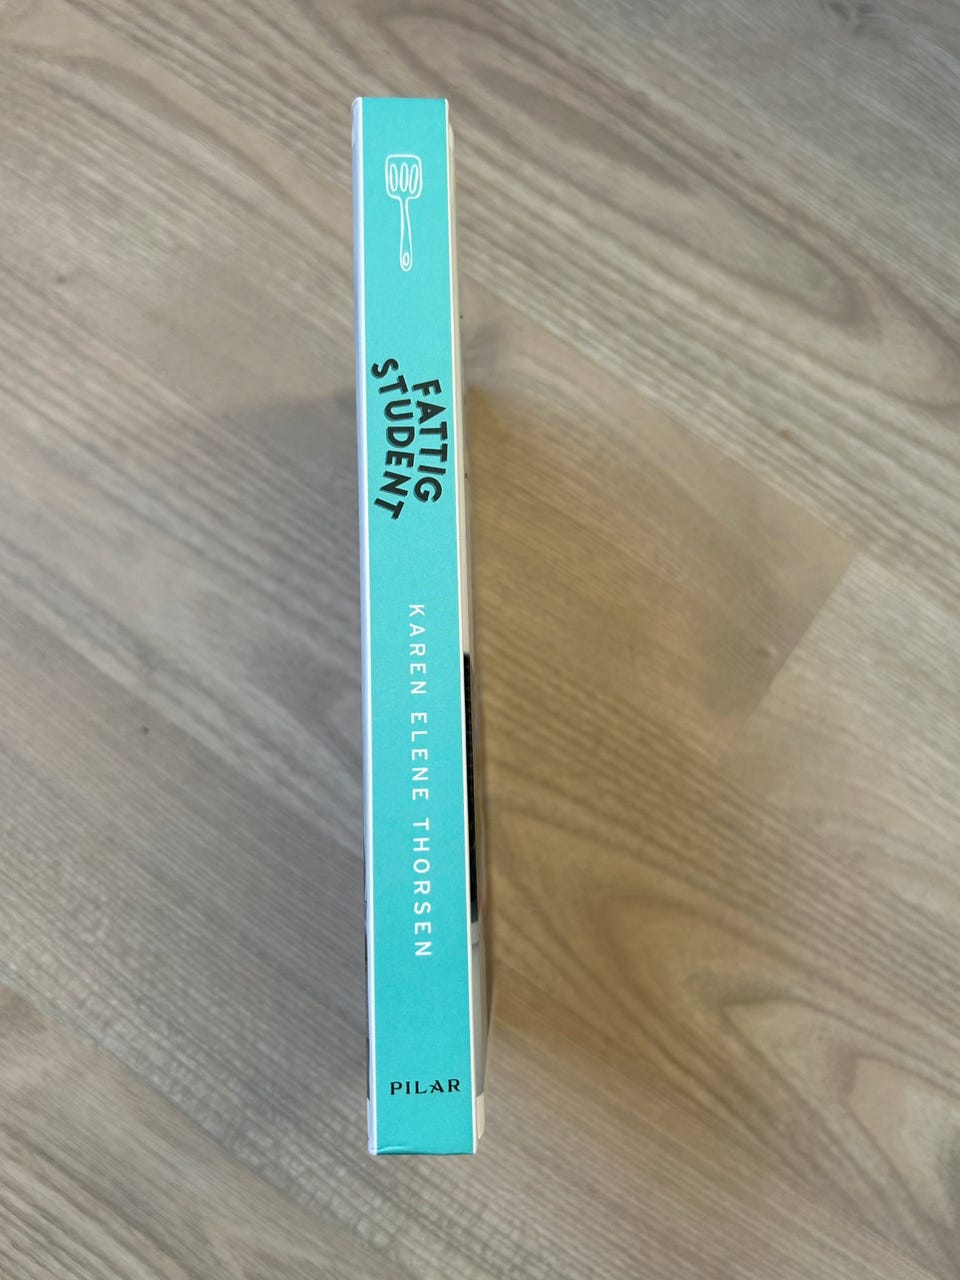 FATTIG
STUDENT
KAREN ELENE THORSEN
PILAR